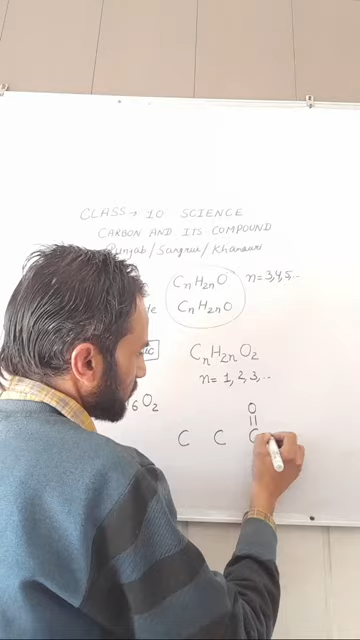 CLASS → 10 SCIENCE
CARBON AND ITS COMPOUND
Punjab/Sangrur/Khanauri
CnH2nO n=3,4,5...
CnH2nO
CnH2nO2
n= 1, 2, 3, ...
6O2
O
C C C